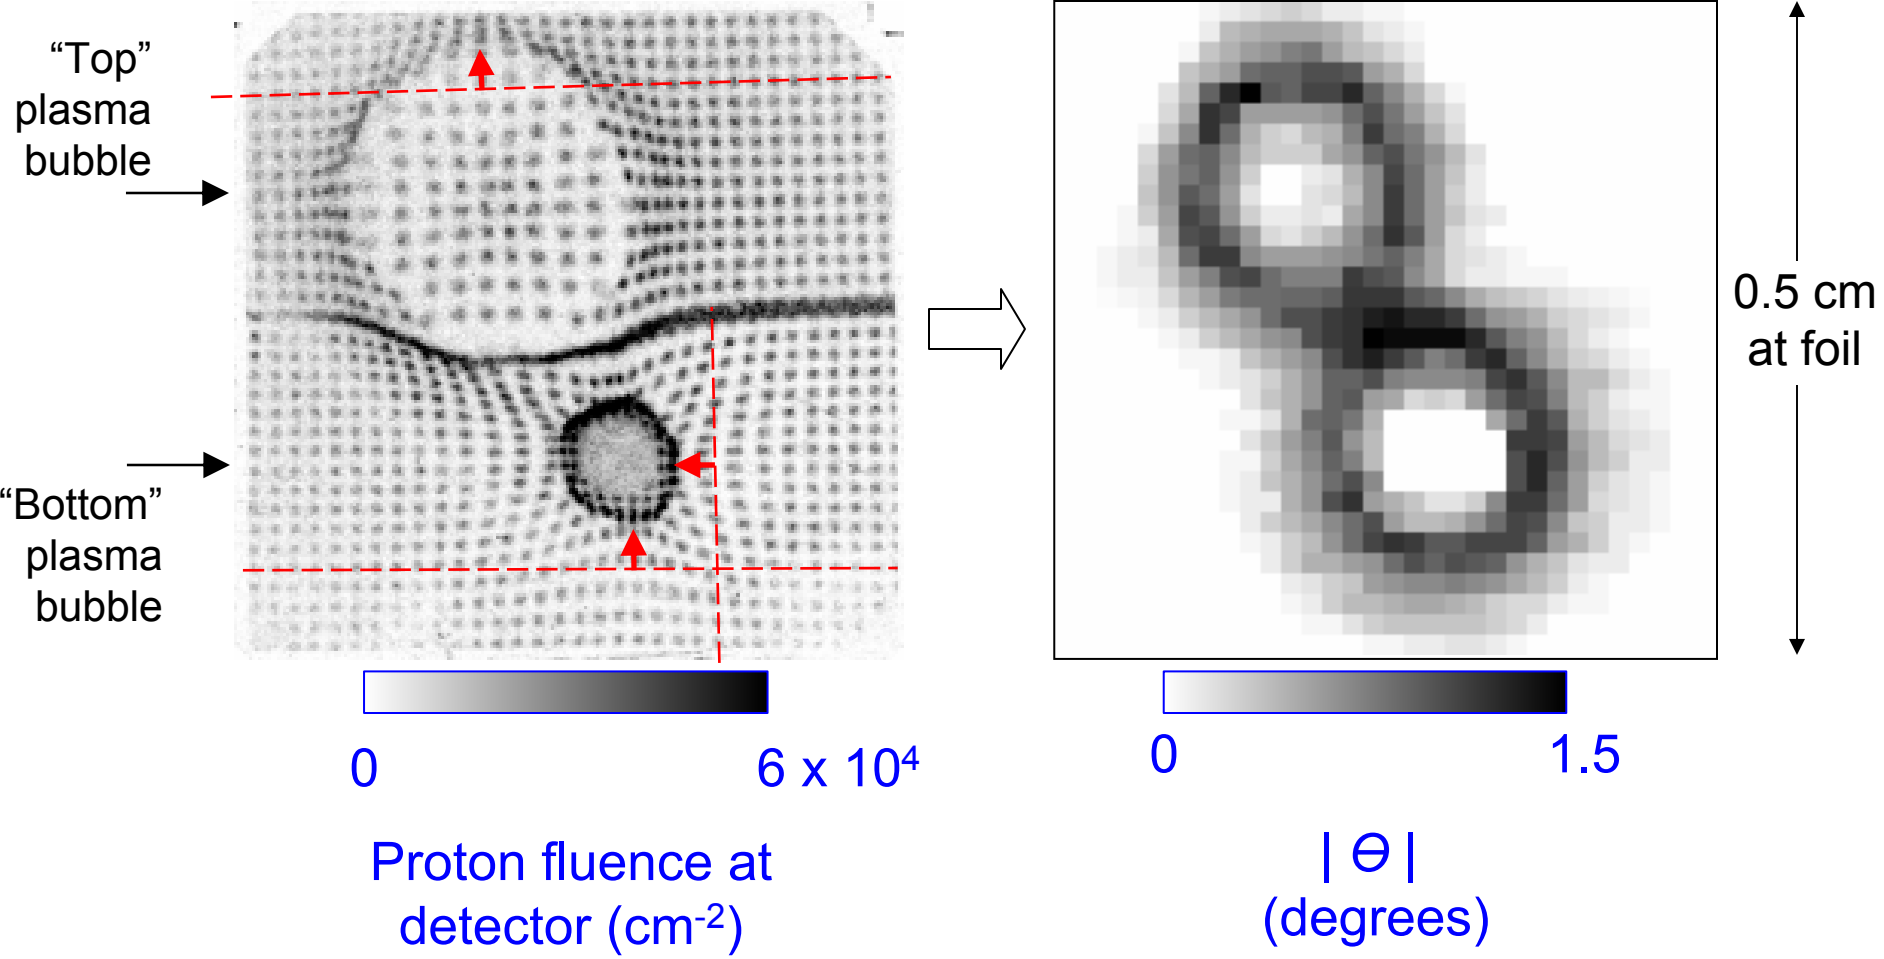 “Top”
plasma
bubble
“Bottom”
plasma
bubble
0.5 cm
at foil
0
6 x 10⁴
0
1.5
Proton fluence at
detector (cm⁻²)
| Θ |
(degrees)